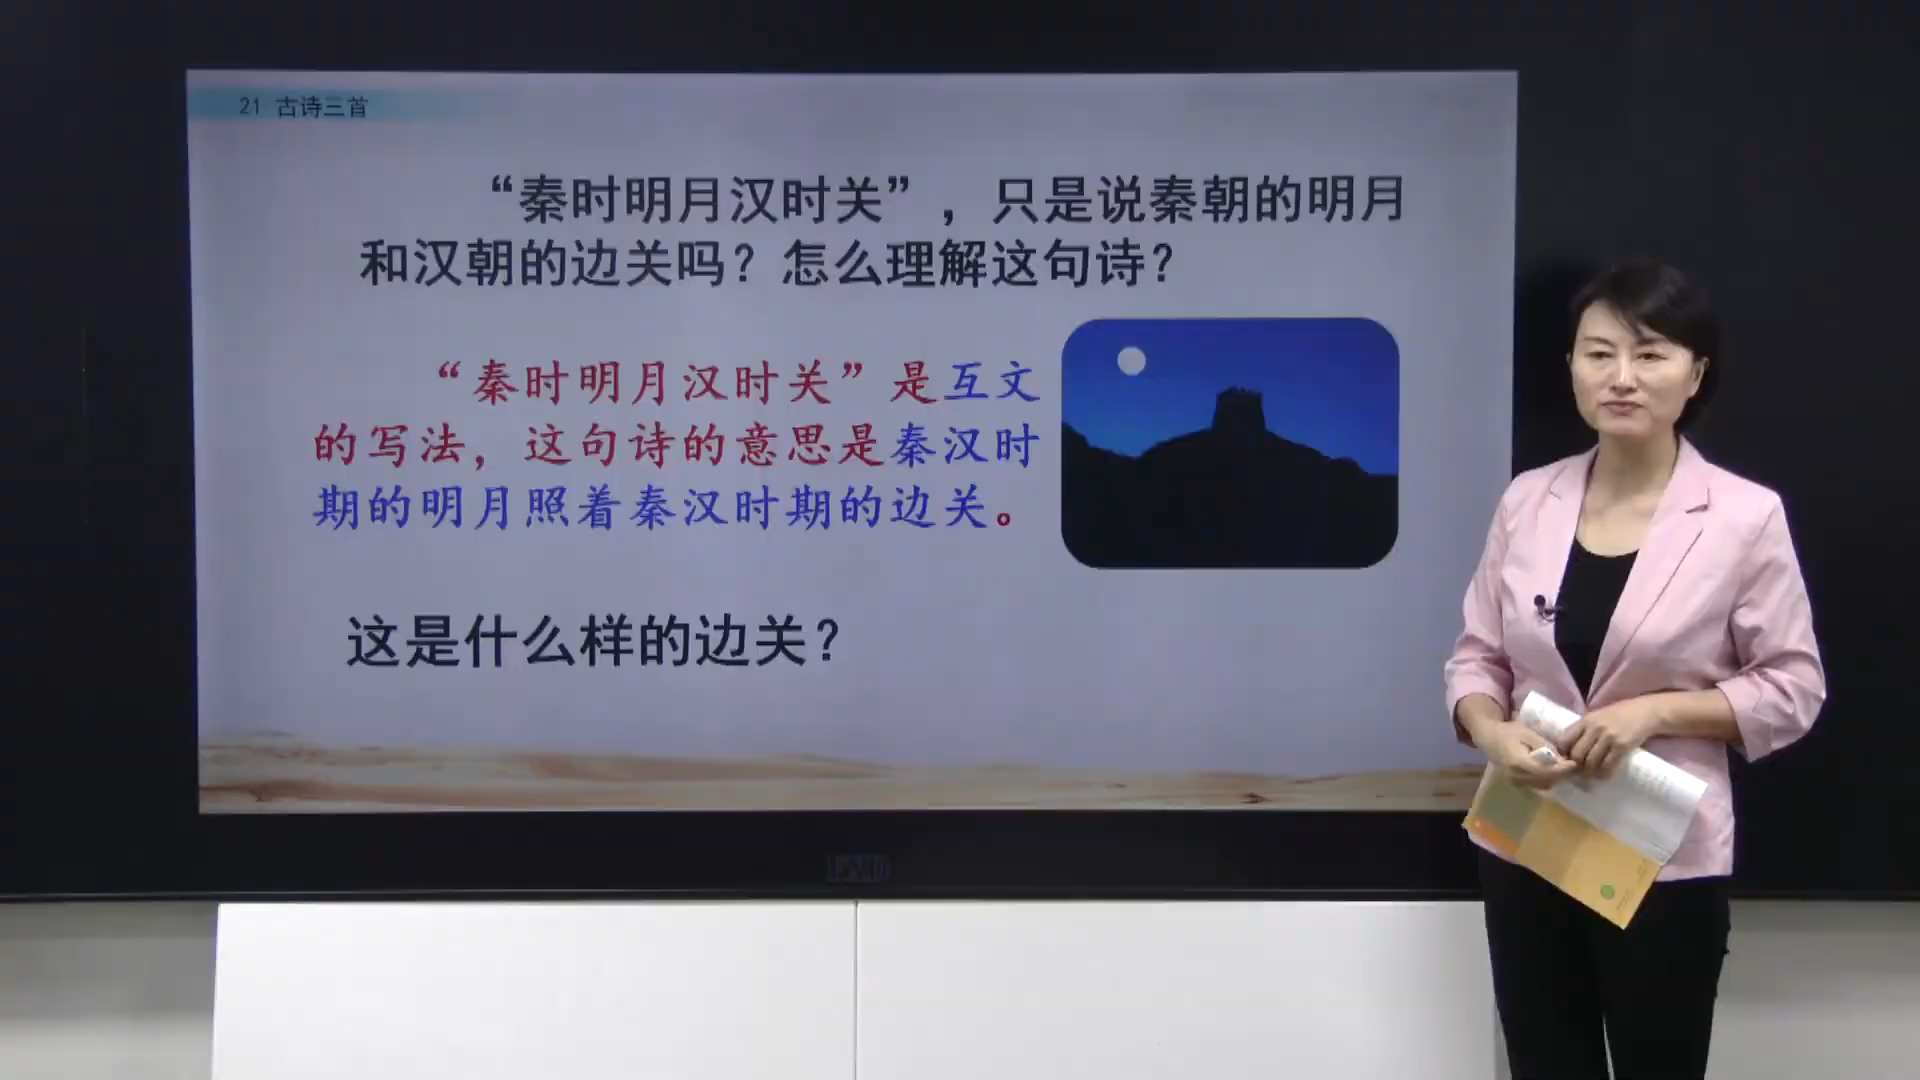 21 古诗三首
“秦时明月汉时关”，只是说秦朝的明月
和汉朝的边关吗？怎么理解这句诗？
“秦时明月汉时关”是互文
的写法，这句诗的意思是秦汉时
期的明月照着秦汉时期的边关。
这是什么样的边关？